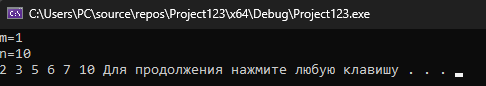 C:\Users\PC\source\repos\Project123\x64\Debug\Project123.exe
m=1
n=10
2 3 5 6 7 10 Для продолжения нажмите любую клавишу . . .